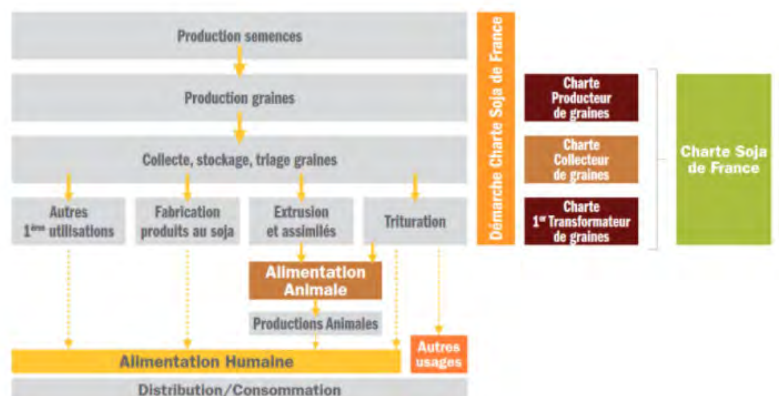 Production semences
Production graines
Collecte, stockage, triage graines
Autres
1ères utilisations
Fabrication
produits au soja
Extrusion
et assimilés
Trituration
Alimentation
Animale
Productions Animales
Alimentation Humaine
Autres
usages
Distribution/Consommation
Démarche Charte Soja de France
Charte
Producteur
de graines
Charte
Collecteur
de graines
Charte
1er Transformateur
de graines
Charte Soja
de France